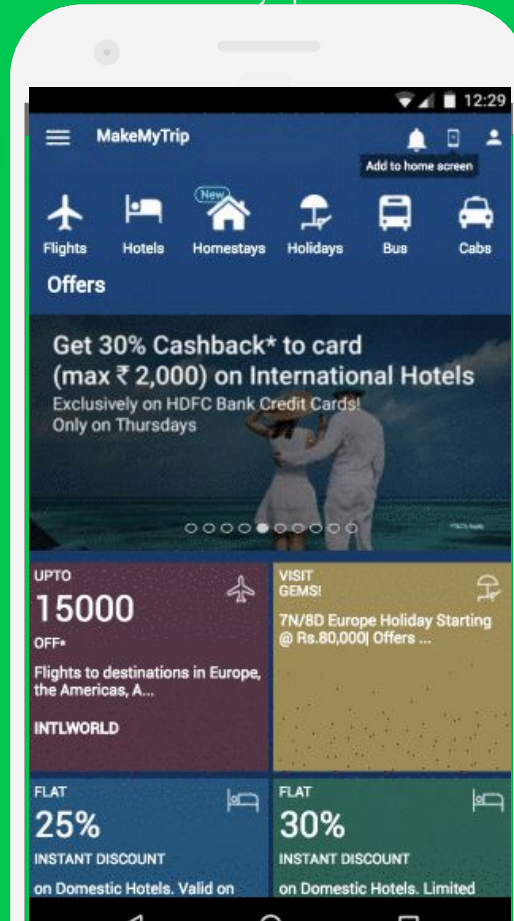 12:29
MakeMyTrip
Add to home screen
New
Flights
Hotels
Homestays
Holidays
Bus
Cabs
Offers
Get 30% Cashback* to card
(max ₹ 2,000) on International Hotels
Exclusively on HDFC Bank Credit Cards!
Only on Thursdays
UPTO
15000
OFF*
Flights to destinations in Europe,
the Americas, A...
INTLWORLD
VISIT
GEMS!
7N/8D Europe Holiday Starting
@ Rs.80,000| Offers ...
FLAT
25%
INSTANT DISCOUNT
on Domestic Hotels. Valid on
FLAT
30%
INSTANT DISCOUNT
on Domestic Hotels. Limited